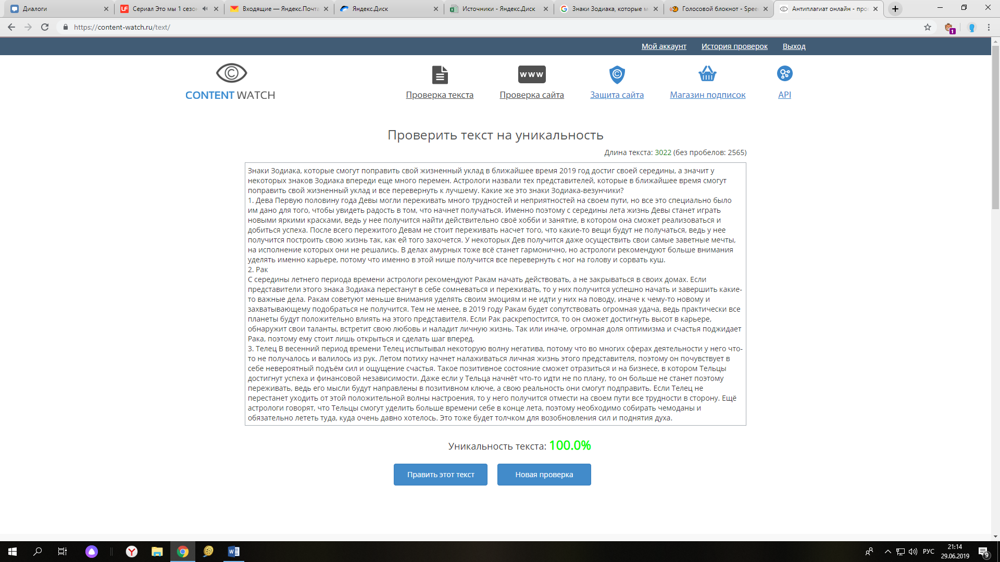 Диалоги
Сериал Это мы 1 сезо
Входящие — Яндекс.Почта
Яндекс.Диск
Источники - Яндекс.Диск
Знаки Зодиака, которые м
Голосовой блокнот - Spee
Антиплагиат онлайн - про
https://content-watch.ru/text/
1
Мой аккаунт История проверок Выход
CONTENT WATCH
www
Проверка текста Проверка сайта Защита сайта Магазин подписок API
Проверить текст на уникальность
Длина текста: 3022 (без пробелов: 2565)
Знаки Зодиака, которые смогут поправить свой жизненный уклад в ближайшее время 2019 год достиг своей середины, а значит у
некоторых знаков Зодиака впереди еще много перемен. Астрологи назвали тех представителей, которые в ближайшее время смогут
поправить свой жизненный уклад и все перевернуть к лучшему. Какие же это знаки Зодиака-везунчики?
1. Дева Первую половину года Девы могли переживать много трудностей и неприятностей на своем пути, но все это специально было
им дано для того, чтобы увидеть радость в том, что начнет получаться. Именно поэтому с середины лета жизнь Девы станет играть
новыми яркими красками, ведь у нее получится найти действительно своё хобби и занятие, в котором она сможет реализоваться и
добиться успеха. После всего пережитого Девам не стоит переживать насчет того, что какие-то вещи будут не получаться, ведь у нее
получится построить свою жизнь так, как ей того захочется. У некоторых Дев получится даже осуществить свои самые заветные мечты,
на исполнение которых они не решались. В делах амурных тоже всё станет гармонично, но астрологи рекомендуют больше внимания
уделять именно карьере, потому что именно в этой нише получится все перевернуть с ног на голову и сорвать куш.
2. Рак
С середины летнего периода времени астрологи рекомендуют Ракам начать действовать, а не закрываться в своих домах. Если
представители этого знака Зодиака перестанут в себе сомневаться и переживать, то у них получится успешно начать и завершить какие-
то важные дела. Ракам советуют меньше внимания уделять своим эмоциям и не идти у них на поводу, иначе к чему-то новому и
захватывающему подобраться не получится. Тем не менее, в 2019 году Ракам будет сопутствовать огромная удача, ведь практически все
планеты будут положительно влиять на этого представителя. Если Рак раскрепостится, то он сможет достигнуть высот в карьере,
обнаружит свои таланты, встретит свою любовь и наладит личную жизнь. Так или иначе, огромная доля оптимизма и счастья поджидает
Рака, поэтому ему стоит лишь открыться и сделать шаг вперед.
3. Телец В весенний период времени Телец испытывал некоторую волну негатива, потому что во многих сферах деятельности у него что-
то не получалось и валилось из рук. Летом потиху начнет налаживаться личная жизнь этого представителя, поэтому он почувствует в
себе невероятный подъём сил и ощущение счастья. Такое позитивное состояние сможет отразиться и на бизнесе, в котором Тельцы
достигнут успеха и финансовой независимости. Даже если у Тельца начнёт что-то идти не по плану, то он больше не станет поэтому
переживать, ведь его мысли будут направлены в позитивном ключе, а свою реальность они смогут подправить. Если Телец не
перестанет уходить от этой положительной волны настроения, то у него получится отмести на своем пути все трудности в сторону. Ещё
астрологи говорят, что Тельцы смогут уделить больше времени себе в конце лета, поэтому необходимо собирать чемоданы и
обязательно лететь туда, куда очень давно хотелось. Это тоже будет толчком для возобновления сил и поднятия духа.
Уникальность текста: 100.0%
Править этот текст Новая проверка
РУС
21:14
29.06.2019
9